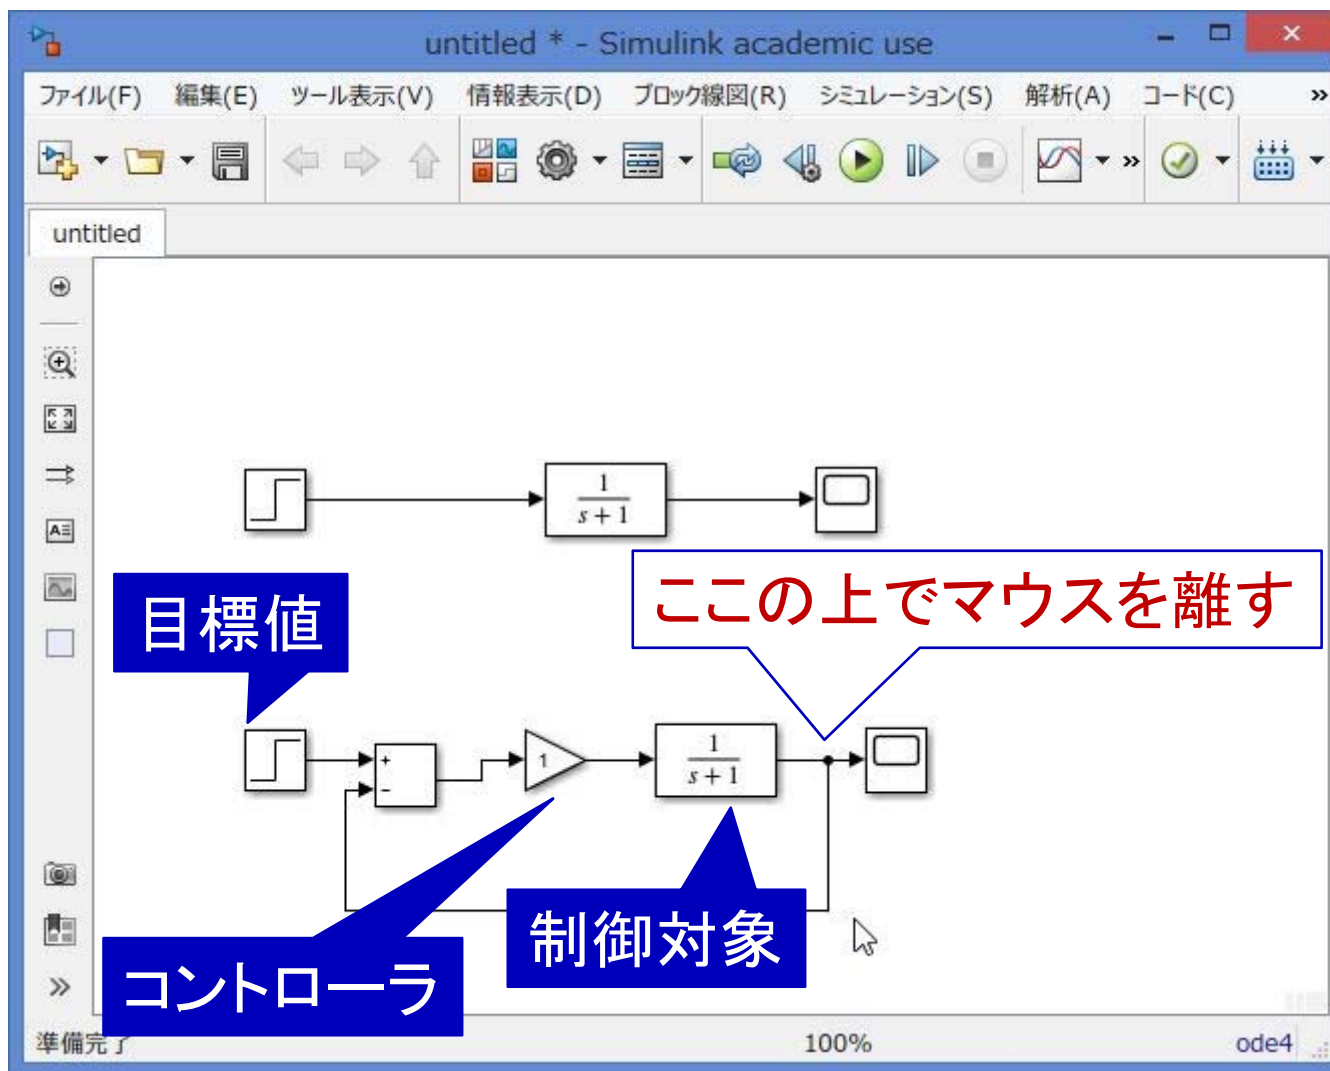 untitled * - Simulink academic use
ファイル(F) 編集(E) ツール表示(V) 情報表示(D) ブロック線図(R) シミュレーション(S) 解析(A) コード(C) »
untitled
1
s + 1
ここの上でマウスを離す
目標値
+
−
1
1
s + 1
制御対象
コントローラ
準備完了 100% ode4